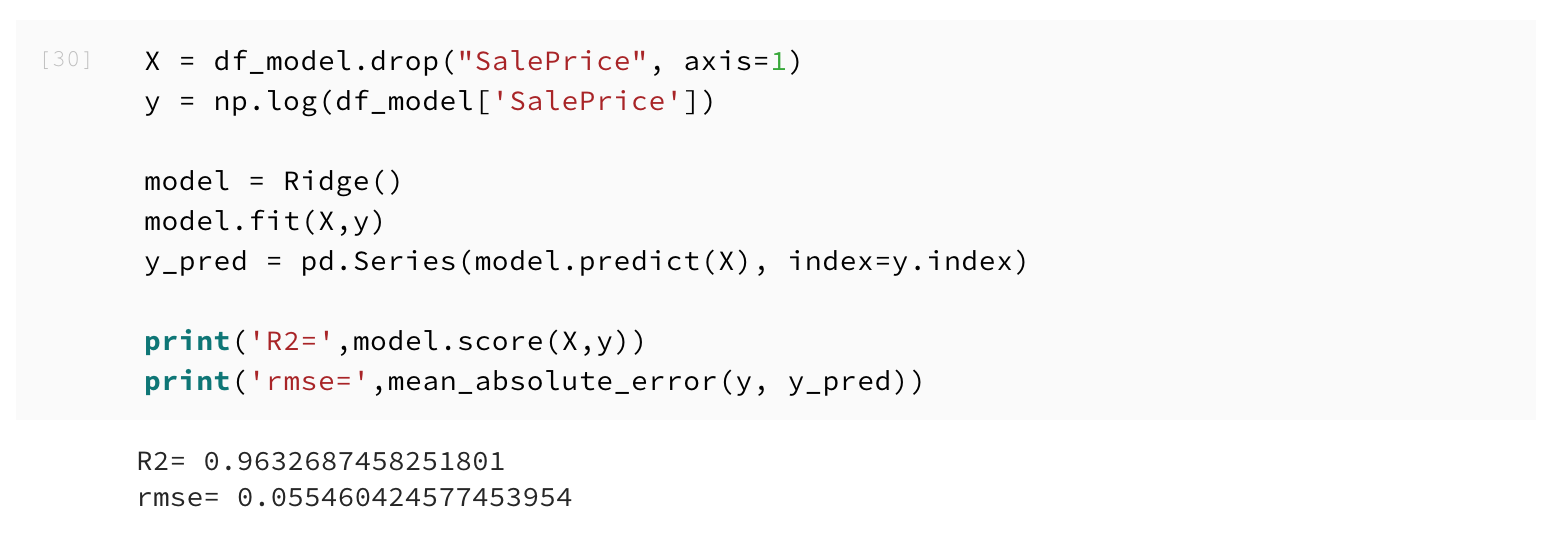 [30]
X = df_model.drop("SalePrice", axis=1)
y = np.log(df_model['SalePrice'])
model = Ridge()
model.fit(X,y)
y_pred = pd.Series(model.predict(X), index=y.index)
print('R2=',model.score(X,y))
print('rmse=',mean_absolute_error(y, y_pred))
R2= 0.9632687458251801
rmse= 0.055460424577453954